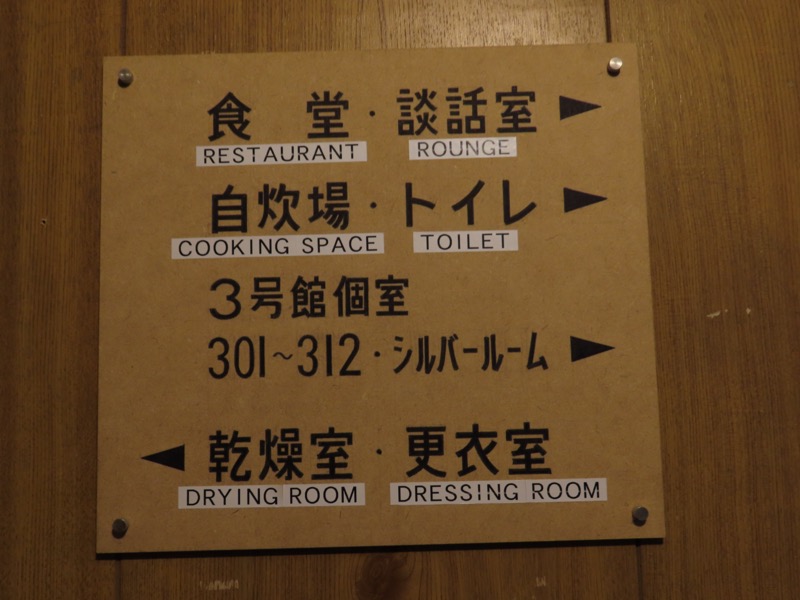 食堂・談話室 ▶
RESTAURANT ROUNGE
自炊場・トイレ ▶
COOKING SPACE TOILET
3号館個室
301~312・シルバールーム ▶
◀ 乾燥室・更衣室
DRYING ROOM DRESSING ROOM